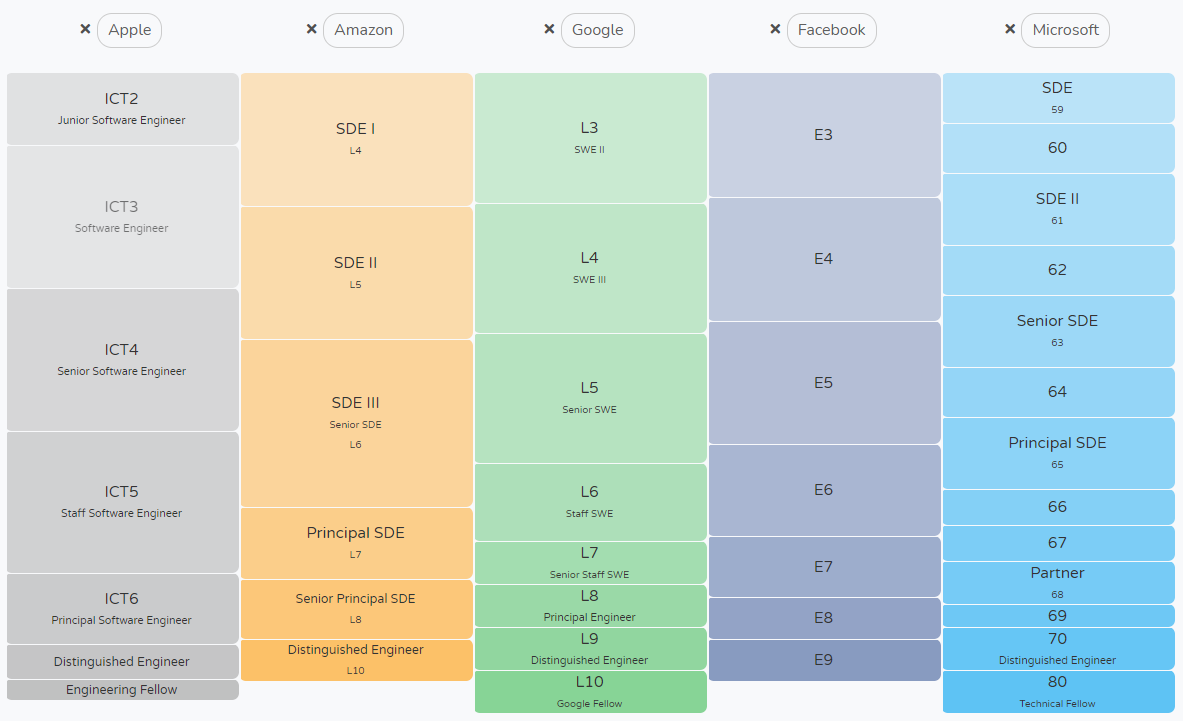 × Apple
× Amazon
× Google
× Facebook
× Microsoft
ICT2
Junior Software Engineer
ICT3
Software Engineer
ICT4
Senior Software Engineer
ICT5
Staff Software Engineer
ICT6
Principal Software Engineer
Distinguished Engineer
Engineering Fellow
SDE I
L4
SDE II
L5
SDE III
Senior SDE
L6
Principal SDE
L7
Senior Principal SDE
L8
Distinguished Engineer
L10
L3
SWE II
L4
SWE III
L5
Senior SWE
L6
Staff SWE
L7
Senior Staff SWE
L8
Principal Engineer
L9
Distinguished Engineer
L10
Google Fellow
E3
E4
E5
E6
E7
E8
E9
SDE
59
60
SDE II
61
62
Senior SDE
63
64
Principal SDE
65
66
67
Partner
68
69
70
Distinguished Engineer
80
Technical Fellow